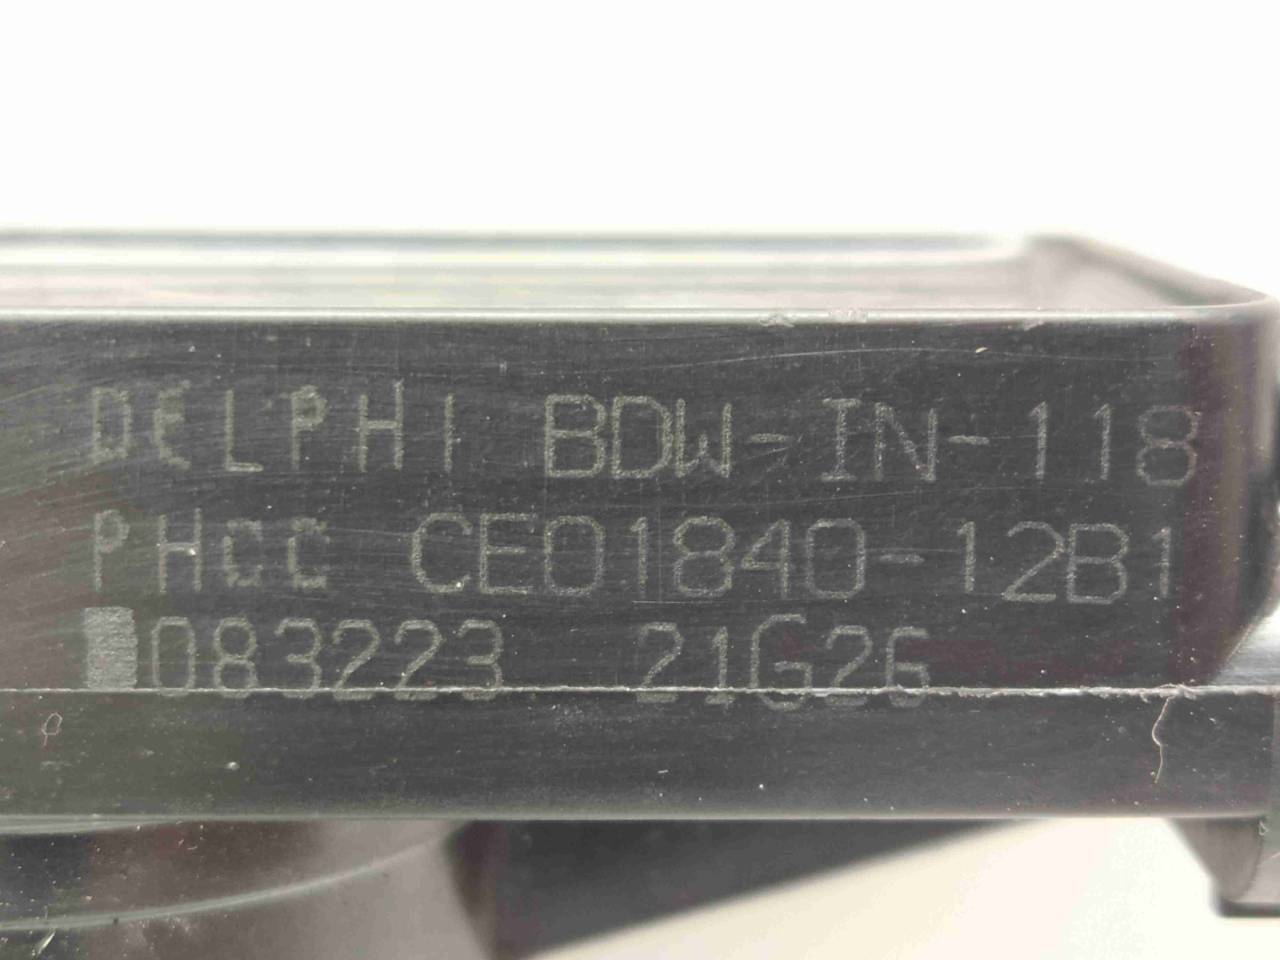 DELPHI BDW-IN-118
PHCC CE01840-12B1
083223 21G26